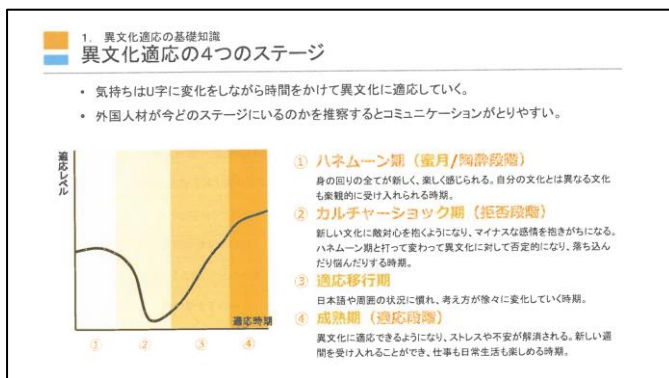 1. 異文化適応の基礎知識
異文化適応の4つのステージ
• 気持ちはU字に変化をしながら時間をかけて異文化に適応していく。
• 外国人材が今どのステージにいるのかを推察するとコミュニケーションがとりやすい。
適応レベル
適応時期
① ② ③ ④
① ハネムーン期（蜜月/陶酔段階）
身の回りの全てが新しく、楽しく感じられる。自分の文化とは異なる文化
も楽観的に受け入れられる時期。
② カルチャーショック期（拒否段階）
新しい文化に敵対心を抱くようになり、マイナスな感情を抱きがちになる。
ハネムーン期と打って変わって異文化に対して否定的になり、落ち込ん
だり悩んだりする時期。
③ 適応移行期
日本語や周囲の状況に慣れ、考え方が徐々に変化していく時期。
④ 成熟期（適応段階）
異文化に適応できるようになり、ストレスや不安が解消される。新しい週
間を受け入れることができ、仕事も日常生活も楽しめる時期。